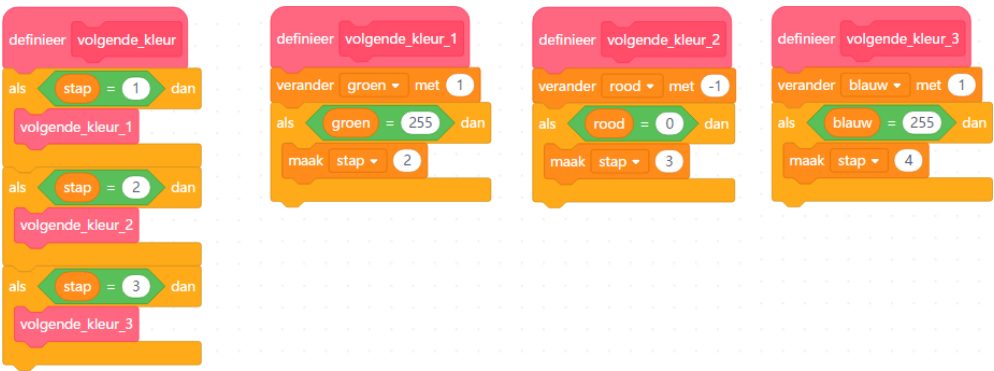 definieer volgende_kleur
als stap = 1 dan
volgende_kleur_1
als stap = 2 dan
volgende_kleur_2
als stap = 3 dan
volgende_kleur_3
definieer volgende_kleur_1
verander groen met 1
als groen = 255 dan
maak stap 2
definieer volgende_kleur_2
verander rood met -1
als rood = 0 dan
maak stap 3
definieer volgende_kleur_3
verander blauw met 1
als blauw = 255 dan
maak stap 4